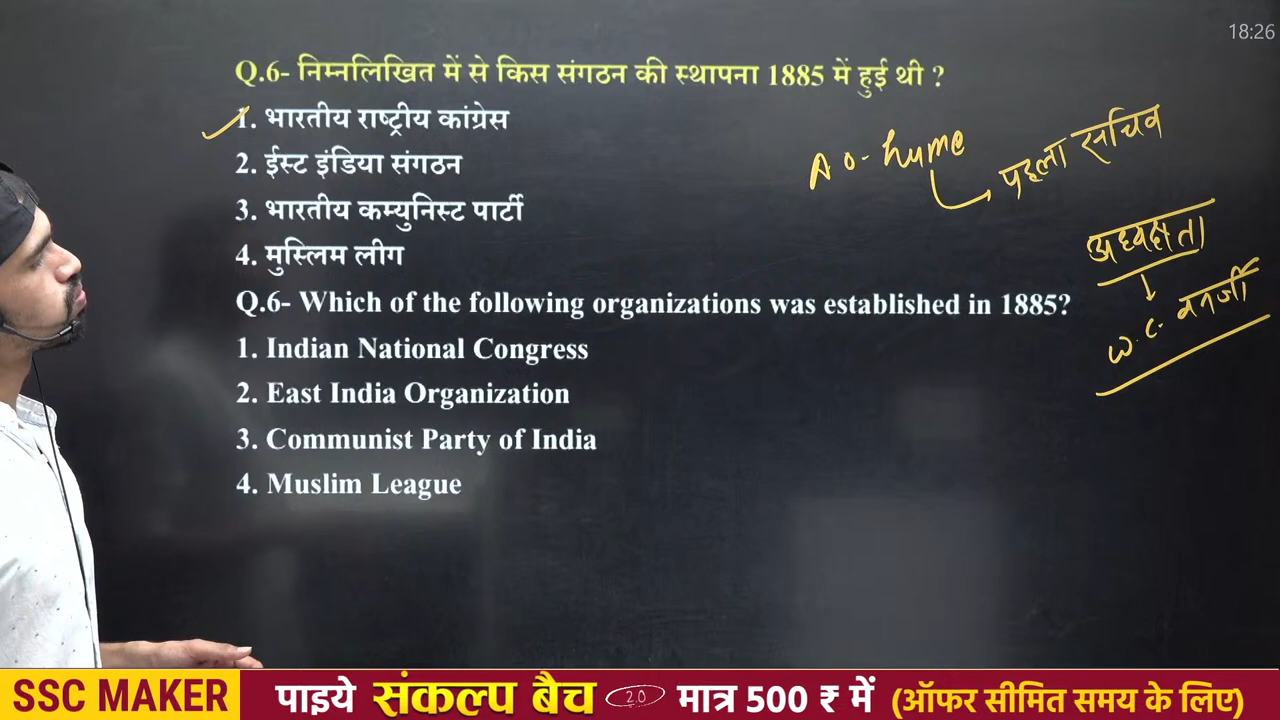 18:26
Q.6- निम्नलिखित में से किस संगठन की स्थापना 1885 में हुई थी ?
1. भारतीय राष्ट्रीय कांग्रेस
2. ईस्ट इंडिया संगठन
3. भारतीय कम्युनिस्ट पार्टी
4. मुस्लिम लीग
A O- hume
पहला सचिव
अध्यक्षता
W. C. बनर्जी
Q.6- Which of the following organizations was established in 1885?
1. Indian National Congress
2. East India Organization
3. Communist Party of India
4. Muslim League
SSC MAKER पाइये संकल्प बैच 2.0 मात्र 500 ₹ में (ऑफर सीमित समय के लिए)